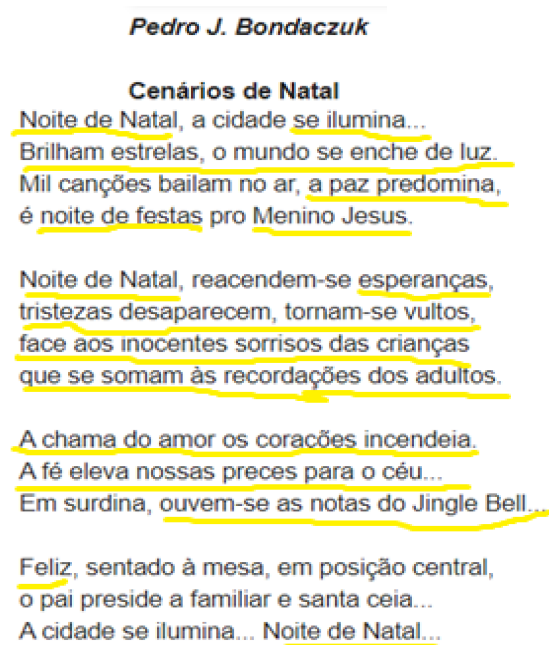 Pedro J. Bondaczuk
Cenários de Natal
Noite de Natal, a cidade se ilumina...
Brilham estrelas, o mundo se enche de luz.
Mil canções bailam no ar, a paz predomina,
é noite de festas pro Menino Jesus.
Noite de Natal, reacendem-se esperanças,
tristezas desaparecem, tornam-se vultos,
face aos inocentes sorrisos das crianças
que se somam às recordações dos adultos.
A chama do amor os corações incendeia.
A fé eleva nossas preces para o céu...
Em surdina, ouvem-se as notas do Jingle Bell...
Feliz, sentado à mesa, em posição central,
o pai preside a familiar e santa ceia...
A cidade se ilumina... Noite de Natal...